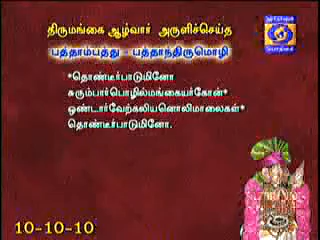 திருமங்கை ஆழ்வார் அருளிச்செய்த
பத்தாம்பத்து - பத்தாந்திருமொழி
*தொண்டீர்பாடுமினோ
சுரும்பார்பொழில்மங்கையர்கோன்*
ஒண்டார்வேற்கலியனொலிமாலைகள்*
தொண்டீர்பாடுமினோ.
10-10-10
பொதிகை